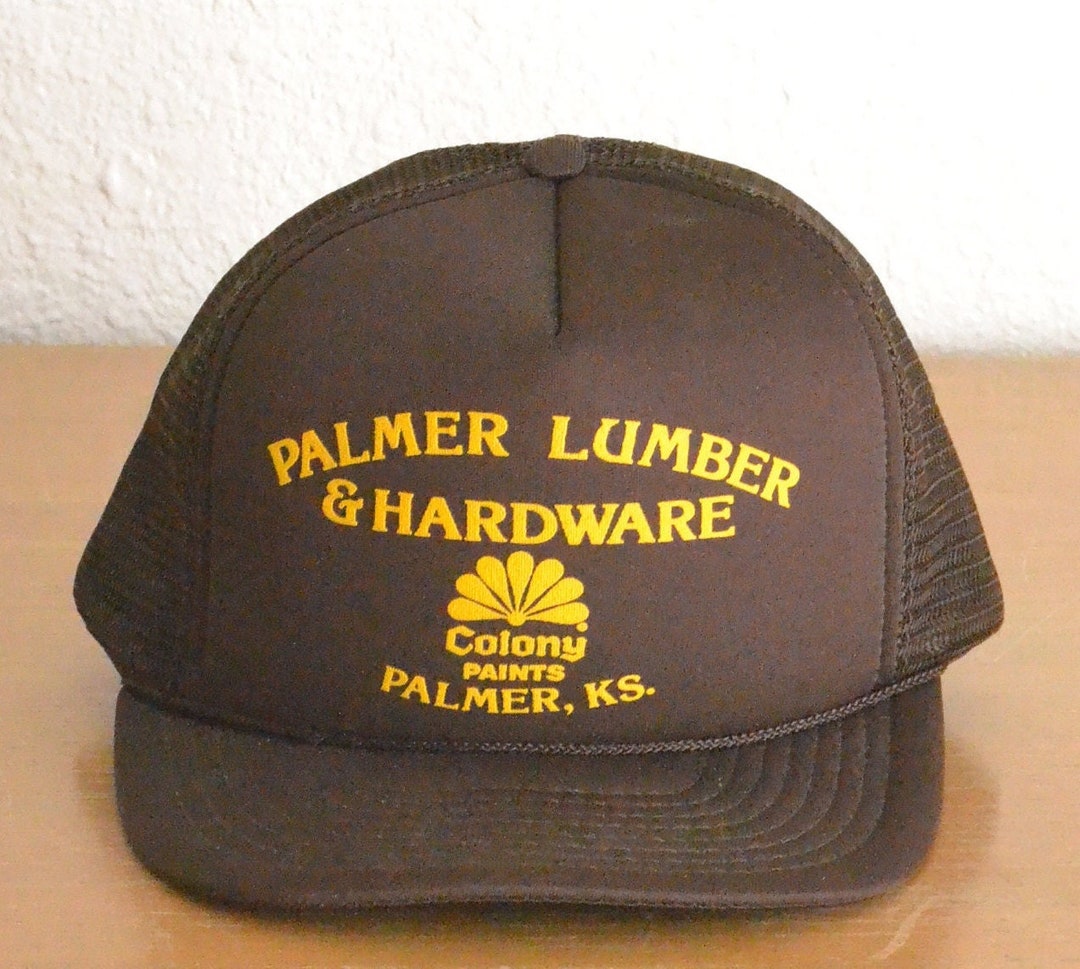 PALMER LUMBER
& HARDWARE
Colony
PAINTS
PALMER, KS.